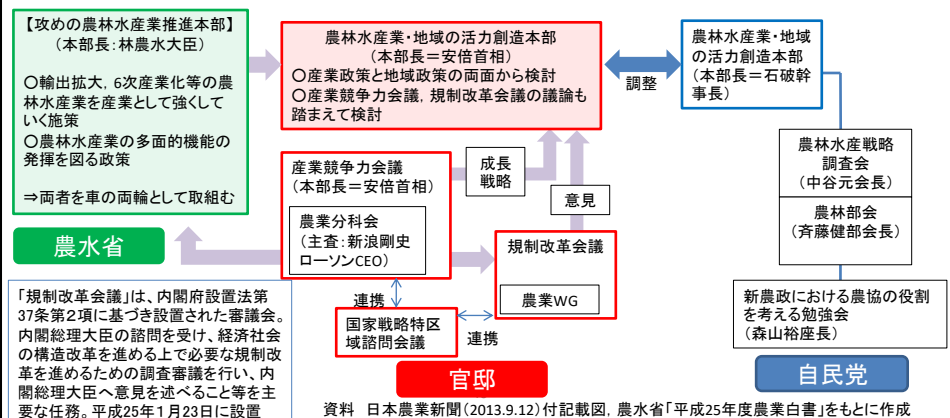 【攻めの農林水産業推進本部】
(本部長:林農水大臣)
〇輸出拡大，6次産業化等の農
林水産業を産業として強くして
いく施策
〇農林水産業の多面的機能の
発揮を図る政策
⇒両者を車の両輪として取組む
農水省
農林水産業・地域の活力創造本部
(本部長＝安倍首相)
〇産業政策と地域政策の両面から検討
〇産業競争力会議，規制改革会議の議論も
踏まえて検討
調整
農林水産業・地域
の活力創造本部
(本部長＝石破幹
事長)
産業競争力会議
(本部長＝安倍首相)
農業分科会
(主査:新浪剛史
ローソンCEO)
成長
戦略
意見
規制改革会議
農業WG
連携
国家戦略特区
域諮問会議
連携
官邸
農林水産戦略
調査会
(中谷元会長)
農林部会
(斉藤健部会長)
新農政における農協の役割
を考える勉強会
(森山裕座長)
自民党
「規制改革会議」は、内閣府設置法第
37条第2項に基づき設置された審議会。
内閣総理大臣の諮問を受け、経済社会
の構造改革を進める上で必要な規制改
革を進めるための調査審議を行い、内
閣総理大臣へ意見を述べること等を主
要な任務。平成25年1月23日に設置
資料　日本農業新聞(2013.9.12)付記載図，農水省「平成25年度農業白書」をもとに作成